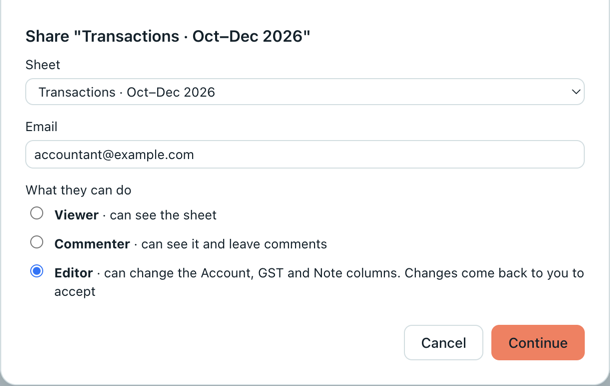 Share "Transactions · Oct–Dec 2026"
Sheet
Transactions · Oct–Dec 2026
Email
accountant@example.com
What they can do
Viewer · can see the sheet
Commenter · can see it and leave comments
Editor · can change the Account, GST and Note columns. Changes come back to you to
accept
Cancel Continue